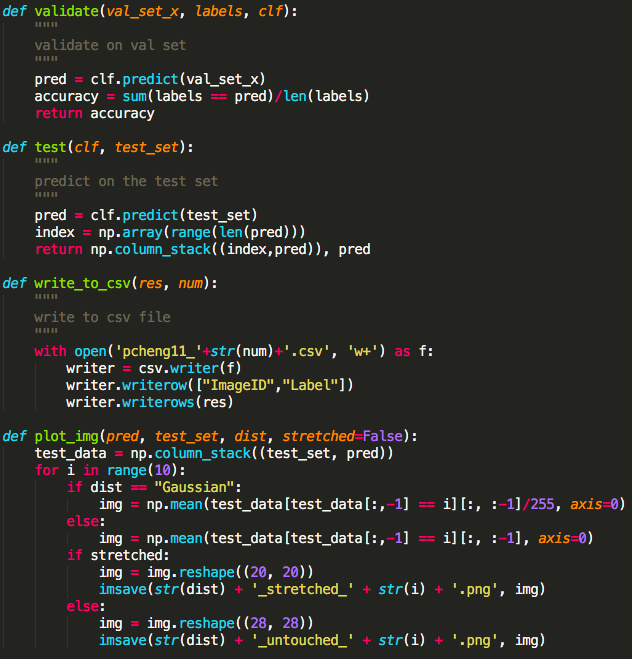 def validate(val_set_x, labels, clf):
    """
    validate on val set
    """
    pred = clf.predict(val_set_x)
    accuracy = sum(labels == pred)/len(labels)
    return accuracy

def test(clf, test_set):
    """
    predict on the test set
    """
    pred = clf.predict(test_set)
    index = np.array(range(len(pred)))
    return np.column_stack((index,pred)), pred

def write_to_csv(res, num):
    """
    write to csv file
    """
    with open('pcheng11_'+str(num)+'.csv', 'w+') as f:
        writer = csv.writer(f)
        writer.writerow(["ImageID","Label"])
        writer.writerows(res)

def plot_img(pred, test_set, dist, stretched=False):
    test_data = np.column_stack((test_set, pred))
    for i in range(10):
        if dist == "Gaussian":
            img = np.mean(test_data[test_data[:,-1] == i][:, :-1]/255, axis=0)
        else:
            img = np.mean(test_data[test_data[:,-1] == i][:, :-1], axis=0)
        if stretched:
            img = img.reshape((20, 20))
            imsave(str(dist) + '_stretched_' + str(i) + '.png', img)
        else:
            img = img.reshape((28, 28))
            imsave(str(dist) + '_untouched_' + str(i) + '.png', img)